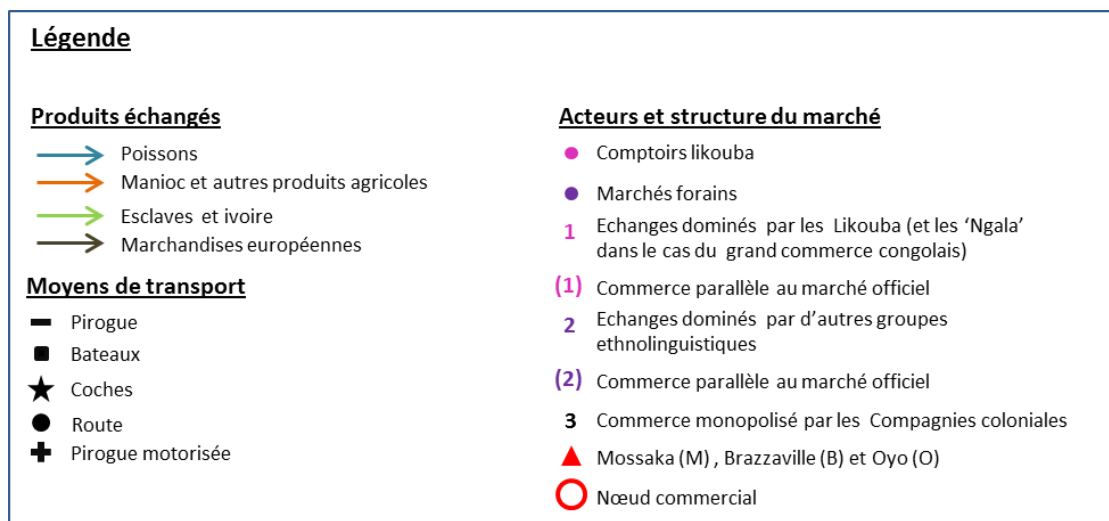 Légende
Produits échangés
Poissons
Manioc et autres produits agricoles
Esclaves et ivoire
Marchandises européennes
Moyens de transport
Pirogue
Bateaux
Coches
Route
Pirogue motorisée
Acteurs et structure du marché
Comptoirs likouba
Marchés forains
1 Echanges dominés par les Likouba (et les ‘Ngala’
dans le cas du grand commerce congolais)
(1) Commerce parallèle au marché officiel
2 Echanges dominés par d’autres groupes
ethnolinguistiques
(2) Commerce parallèle au marché officiel
3 Commerce monopolisé par les Compagnies coloniales
Mossaka (M) , Brazzaville (B) et Oyo (O)
Nœud commercial